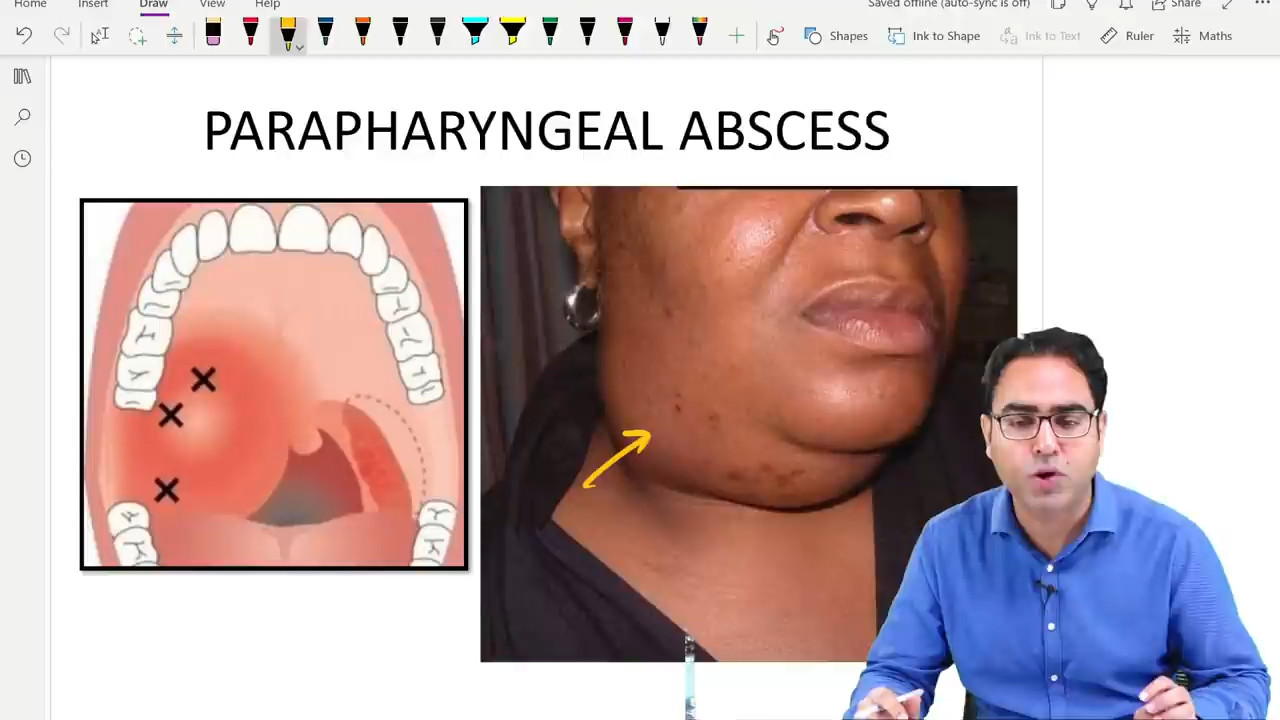 Home Insert Draw View Help Saved offline (auto-sync is off) Share
Shapes Ink to Shape Ink to Text Ruler Maths
PARAPHARYNGEAL ABSCESS